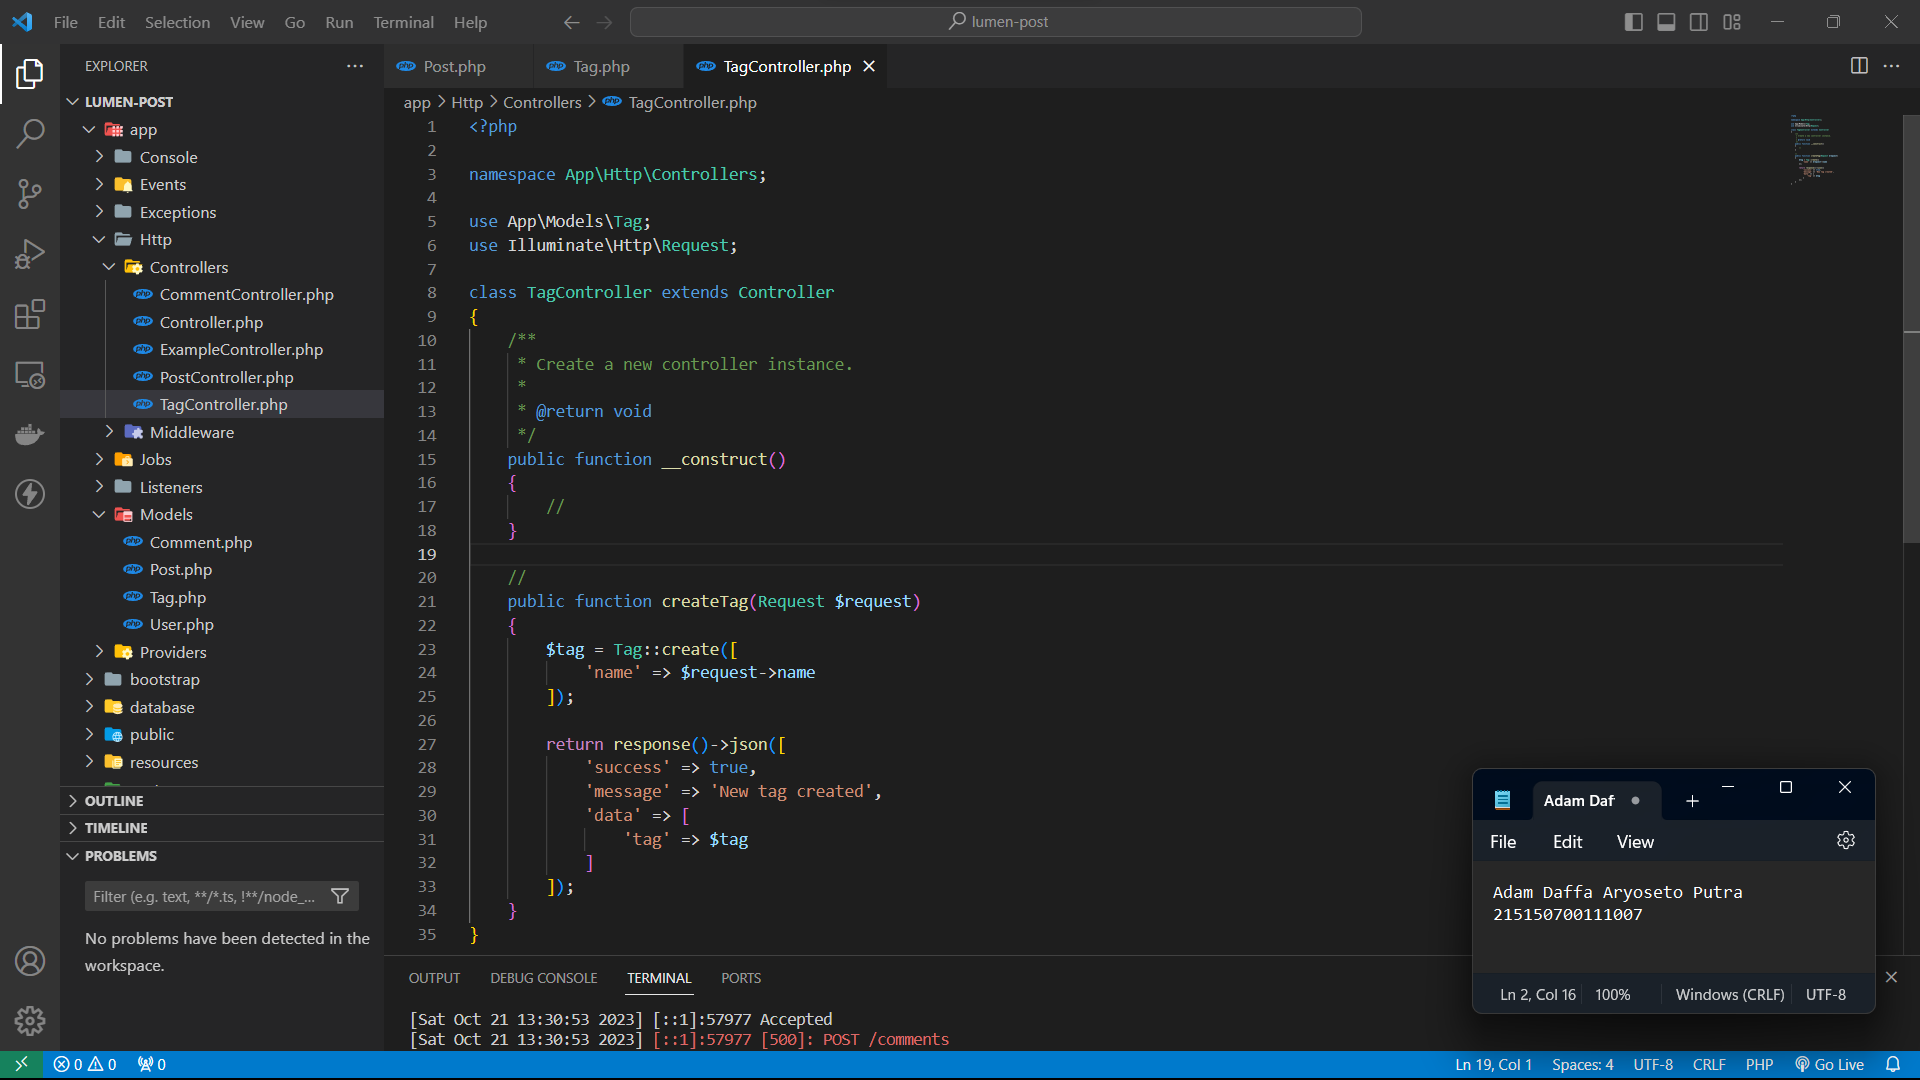 File Edit Selection View Go Run Terminal Help
lumen-post
EXPLORER
LUMEN-POST
app
Console
Events
Exceptions
Http
Controllers
CommentController.php
Controller.php
ExampleController.php
PostController.php
TagController.php
Middleware
Jobs
Listeners
Models
Comment.php
Post.php
Tag.php
User.php
Providers
bootstrap
database
public
resources
OUTLINE
TIMELINE
PROBLEMS
Filter (e.g. text, **/*.ts, !**/node_...
No problems have been detected in the
workspace.
Post.php Tag.php TagController.php
app > Http > Controllers > TagController.php
1 <?php
2
3 namespace App\Http\Controllers;
4
5 use App\Models\Tag;
6 use Illuminate\Http\Request;
7
8 class TagController extends Controller
9 {
10     /**
11      * Create a new controller instance.
12      *
13      * @return void
14      */
15     public function __construct()
16     {
17         //
18     }
19
20     //
21     public function createTag(Request $request)
22     {
23         $tag = Tag::create([
24             'name' => $request->name
25         ]);
26
27         return response()->json([
28             'success' => true,
29             'message' => 'New tag created',
30             'data' => [
31                 'tag' => $tag
32             ]
33         ]);
34     }
35 }
OUTPUT DEBUG CONSOLE TERMINAL PORTS
[Sat Oct 21 13:30:53 2023] [::1]:57977 Accepted
[Sat Oct 21 13:30:53 2023] [::1]:57977 [500]: POST /comments
Adam Daf
File Edit View
Adam Daffa Aryoseto Putra
215150700111007
Ln 2, Col 16 100% Windows (CRLF) UTF-8
0 0 0 Ln 19, Col 1 Spaces: 4 UTF-8 CRLF PHP Go Live